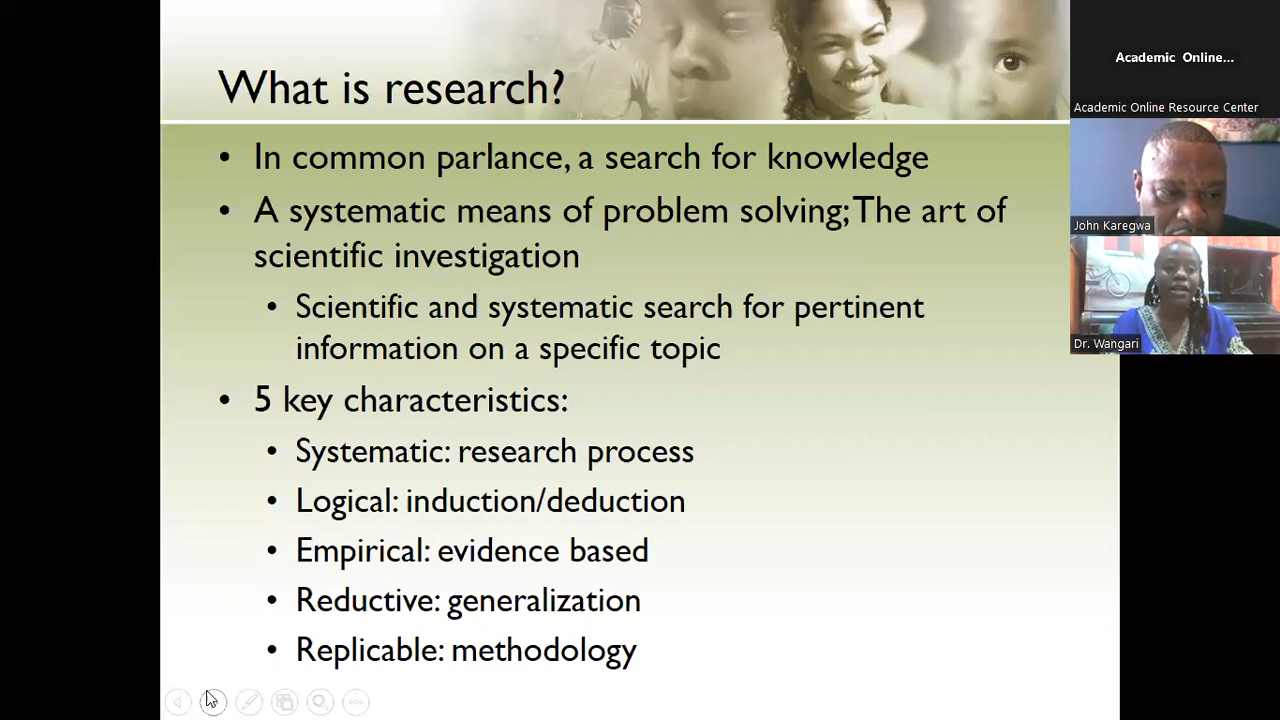 What is research?
• In common parlance, a search for knowledge
• A systematic means of problem solving; The art of
scientific investigation
• Scientific and systematic search for pertinent
information on a specific topic
• 5 key characteristics:
• Systematic: research process
• Logical: induction/deduction
• Empirical: evidence based
• Reductive: generalization
• Replicable: methodology
Academic Online...
Academic Online Resource Center
John Karegwa
Dr. Wangari